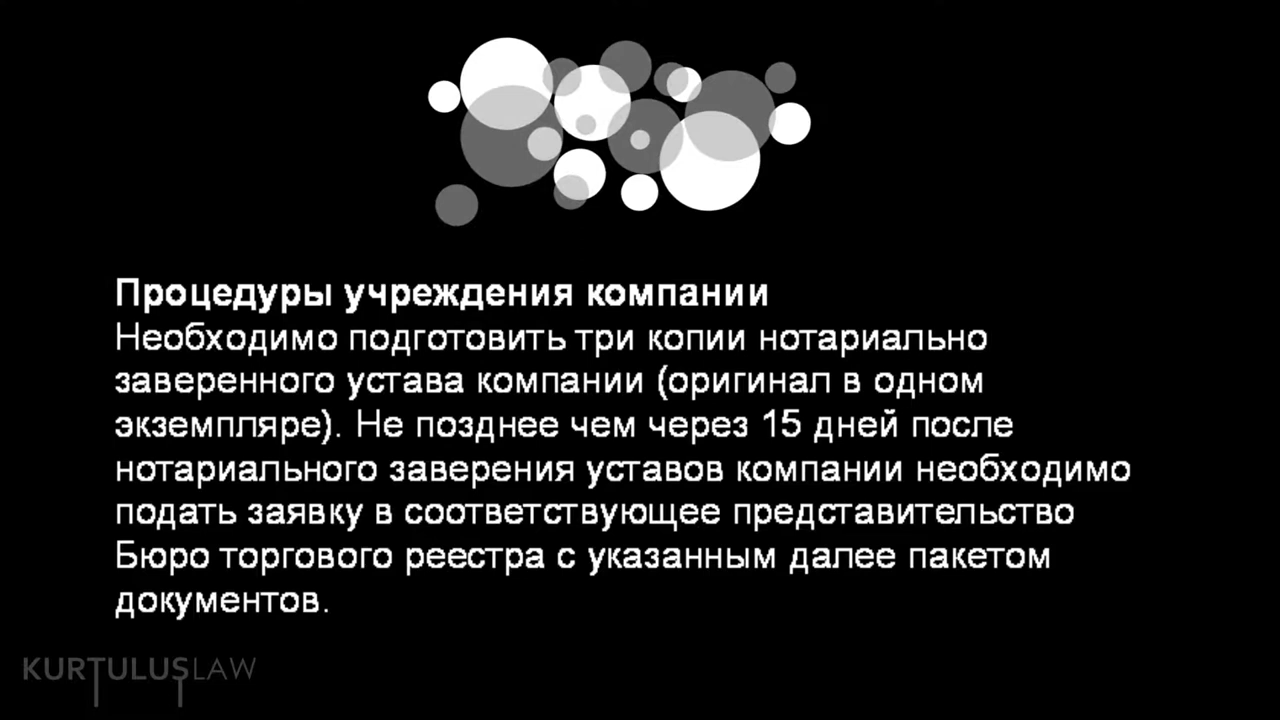 Процедуры учреждения компании
Необходимо подготовить три копии нотариально
заверенного устава компании (оригинал в одном
экземпляре). Не позднее чем через 15 дней после
нотариального заверения уставов компании необходимо
подать заявку в соответствующее представительство
Бюро торгового реестра с указанным далее пакетом
документов.
KURTULUSLAW